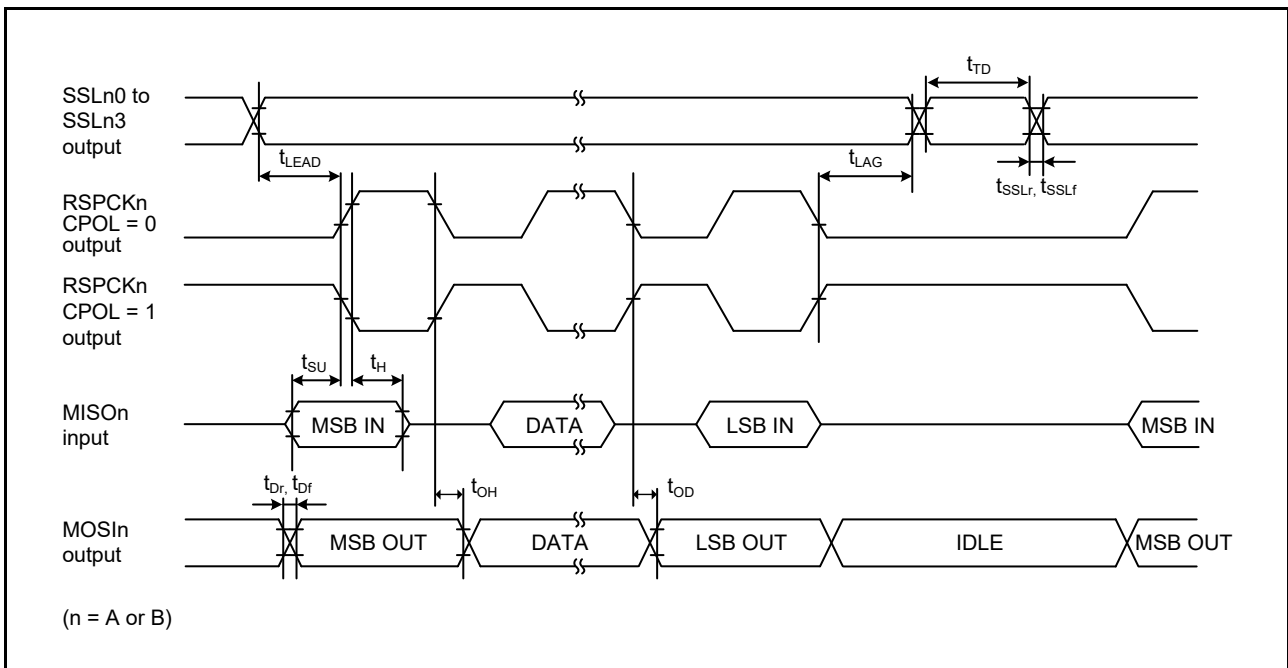 SSLn0 to
SSLn3
output
tTD
tLEAD
tLAG
tSSLr, tSSLf
RSPCKn
CPOL = 0
output
RSPCKn
CPOL = 1
output
tSU
tH
MISOn
input
MSB IN
DATA
LSB IN
MSB IN
tDr, tDf
tOH
tOD
MOSIn
output
MSB OUT
DATA
LSB OUT
IDLE
MSB OUT
(n = A or B)